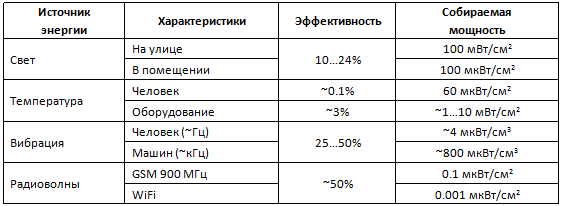 Источник энергии Характеристики Эффективность Собираемая мощность
Свет На улице 10…24% 100 мВт/см²
В помещении 100 мкВт/см²
Температура Человек ~0.1% 60 мкВт/см²
Оборудование ~3% ~1…10 мВт/см²
Вибрация Человек (~Гц) 25…50% ~4 мкВт/см³
Машин (~кГц) ~800 мкВт/см³
Радиоволны GSM 900 МГц ~50% 0.1 мкВт/см²
WiFi 0.001 мкВт/см²